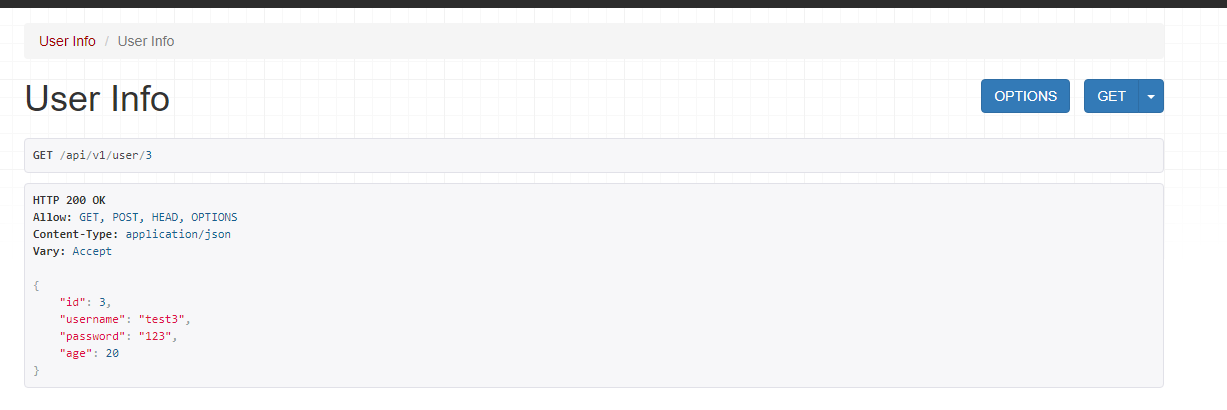 User Info / User Info
User Info
OPTIONS GET
GET /api/v1/user/3
HTTP 200 OK
Allow: GET, POST, HEAD, OPTIONS
Content-Type: application/json
Vary: Accept
{
    "id": 3,
    "username": "test3",
    "password": "123",
    "age": 20
}